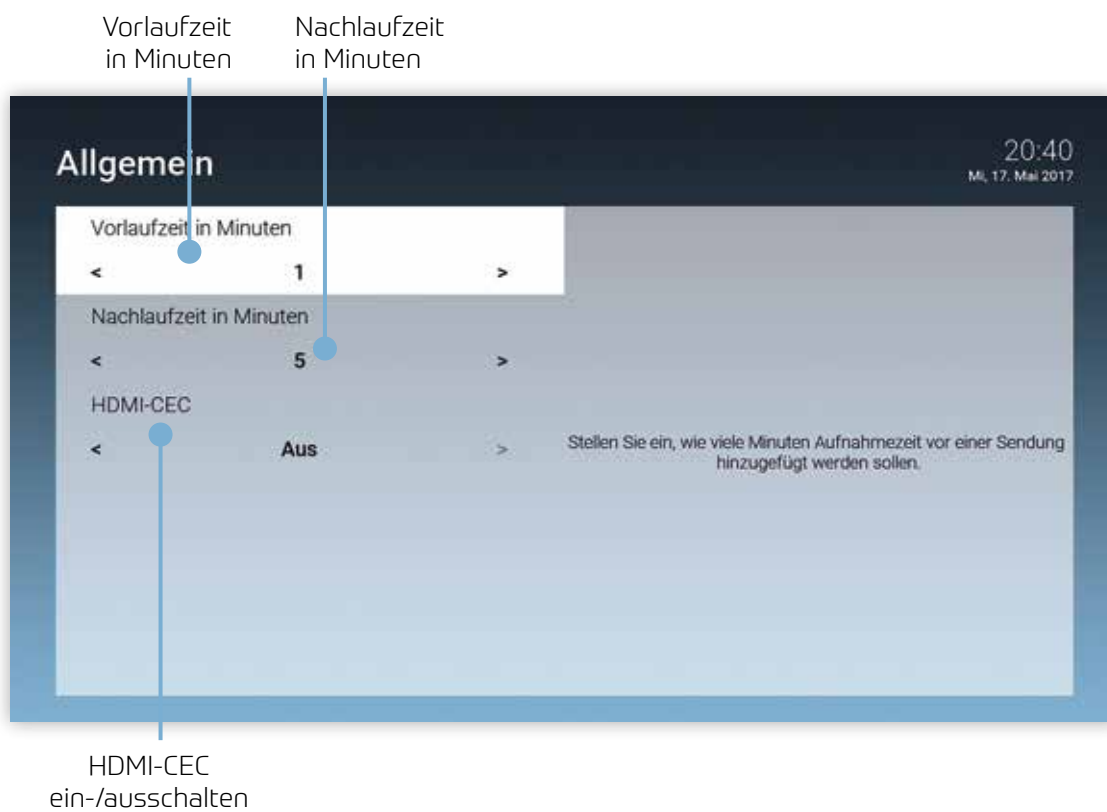 Vorlaufzeit
in Minuten
Nachlaufzeit
in Minuten
Allgemein
20:40
Mi, 17. Mai 2017
Vorlaufzeit in Minuten
< 1 >
Nachlaufzeit in Minuten
< 5 >
HDMI-CEC
< Aus >
Stellen Sie ein, wie viele Minuten Aufnahmezeit vor einer Sendung
hinzugefügt werden sollen.
HDMI-CEC
ein-/ausschalten